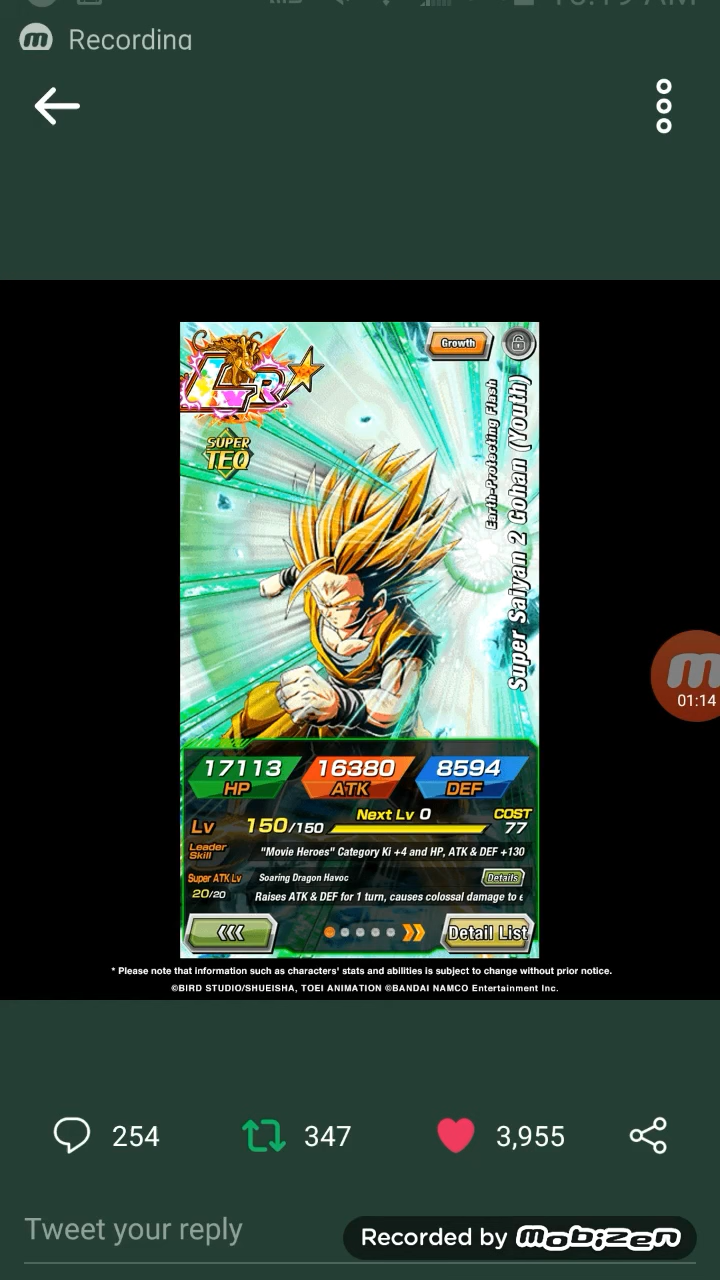 Recording
Growth
LR
SUPER
TEQ
Earth-Protecting Flash
Super Saiyan 2 Gohan (Youth)
01:14
17113
16380
8594
HP
ATK
DEF
Next Lv 0
COST
Lv
150/150
77
Leader
Skill
"Movie Heroes" Category Ki +4 and HP, ATK & DEF +130
Super ATK Lv
Soaring Dragon Havoc
Details
20/20
Raises ATK & DEF for 1 turn, causes colossal damage to e
Detail List
* Please note that information such as characters' stats and abilities is subject to change without prior notice.
©BIRD STUDIO/SHUEISHA, TOEI ANIMATION ©BANDAI NAMCO Entertainment Inc.
254
347
3,955
Tweet your reply
Recorded by mobizen